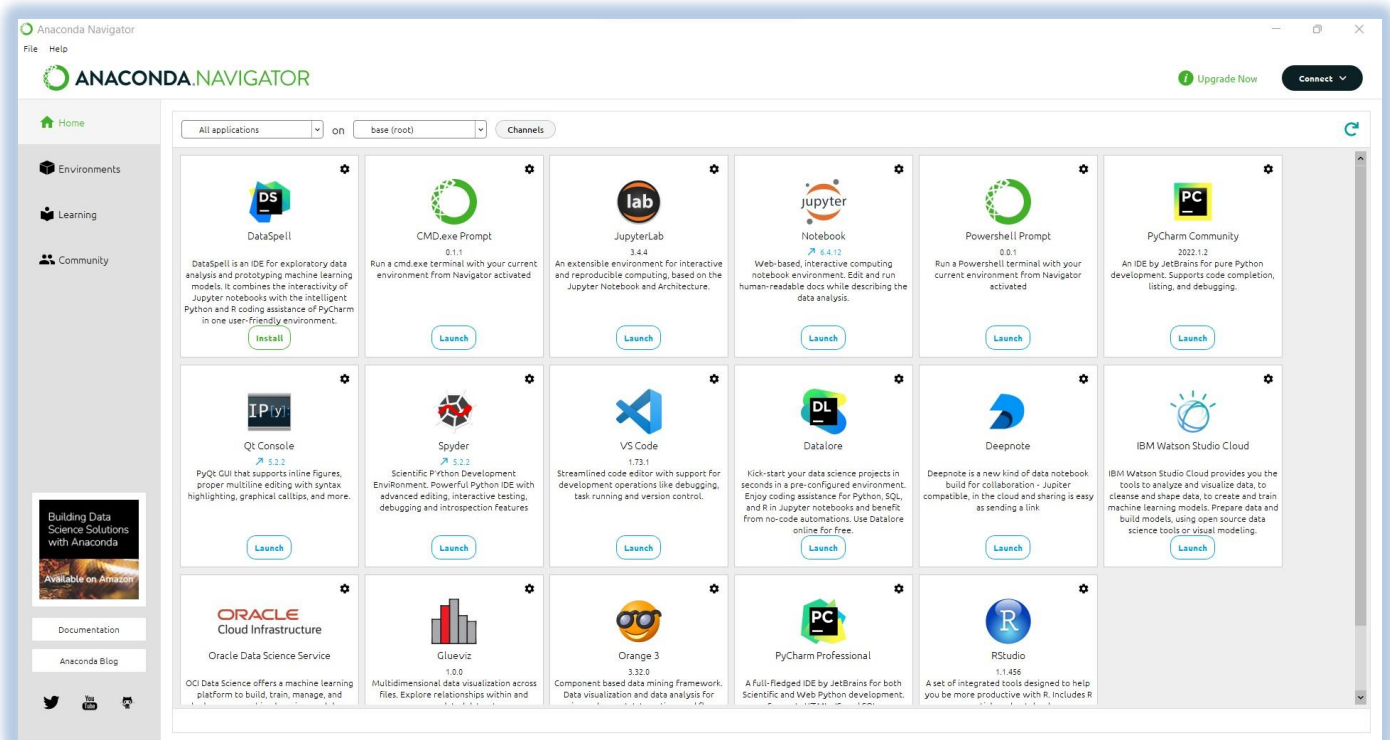 Anaconda Navigator
File Help
ANACONDA.NAVIGATOR
Upgrade Now
Connect
Home
Environments
Learning
Community
All applications on base (root) Channels
DS
DataSpell
DataSpell is an IDE for exploratory data
analysis and prototyping machine learning
models. It combines the interactivity of
Jupyter notebooks with the intelligent
Python and R coding assistance of PyCharm
in one user-friendly environment.
Install
CMD.exe Prompt
0.1.1
Run a cmd.exe terminal with your current
environment from Navigator activated
Launch
lab
JupyterLab
3.4.4
An extensible environment for interactive
and reproducible computing, based on the
Jupyter Notebook and Architecture.
Launch
jupyter
Notebook
6.4.12
Web-based, interactive computing
notebook environment. Edit and run
human-readable docs while describing the
data analysis.
Launch
Powershell Prompt
0.0.1
Run a Powershell terminal with your
current environment from Navigator
activated
Launch
PC
PyCharm Community
2022.1.2
An IDE by JetBrains for pure Python
development. Supports code completion,
listing, and debugging.
Launch
IP[y]:
Qt Console
5.2.2
PyQt GUI that supports inline figures,
proper multiline editing with syntax
highlighting, graphical calltips, and more.
Launch
Spyder
5.2.2
Scientific PYthon Development
EnviRonment. Powerful Python IDE with
advanced editing, interactive testing,
debugging and introspection features
Launch
VS Code
1.73.1
Streamlined code editor with support for
development operations like debugging,
task running and version control.
Launch
DL
Datalore
Kick-start your data science projects in
seconds in a pre-configured environment.
Enjoy coding assistance for Python, SQL,
and R in Jupyter notebooks and benefit
from no-code automations. Use Datalore
online for free.
Launch
Deepnote
Deepnote is a new kind of data notebook
build for collaboration - Jupiter
compatible, in the cloud and sharing is easy
as sending a link
Launch
IBM Watson Studio Cloud
IBM Watson Studio Cloud provides you the
tools to analyze and visualize data, to
cleanse and shape data, to create and train
machine learning models. Prepare data and
build models, using open source data
science tools or visual modeling.
Launch
ORACLE
Cloud Infrastructure
Oracle Data Science Service
OCI Data Science offers a machine learning
platform to build, train, manage, and
Glueviz
1.0.0
Multidimensional data visualization across
files. Explore relationships within and
Orange 3
3.32.0
Component based data mining framework.
Data visualization and data analysis for
PC
PyCharm Professional
A full-fledged IDE by JetBrains for both
Scientific and Web Python development.
R
RStudio
1.1.456
A set of integrated tools designed to help
you be more productive with R. Includes R
Building Data
Science Solutions
with Anaconda
Available on Amazon
Documentation
Anaconda Blog
You
Tube